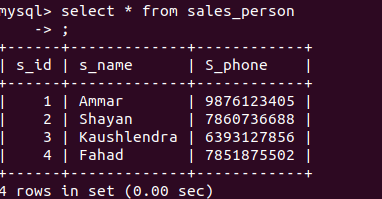 mysql> select * from sales_person
    -> ;
+------+-------------+------------+
| s_id | s_name      | S_phone    |
+------+-------------+------------+
|    1 | Ammar       | 9876123405 |
|    2 | Shayan      | 7860736688 |
|    3 | Kaushlendra | 6393127856 |
|    4 | Fahad       | 7851875502 |
+------+-------------+------------+
4 rows in set (0.00 sec)